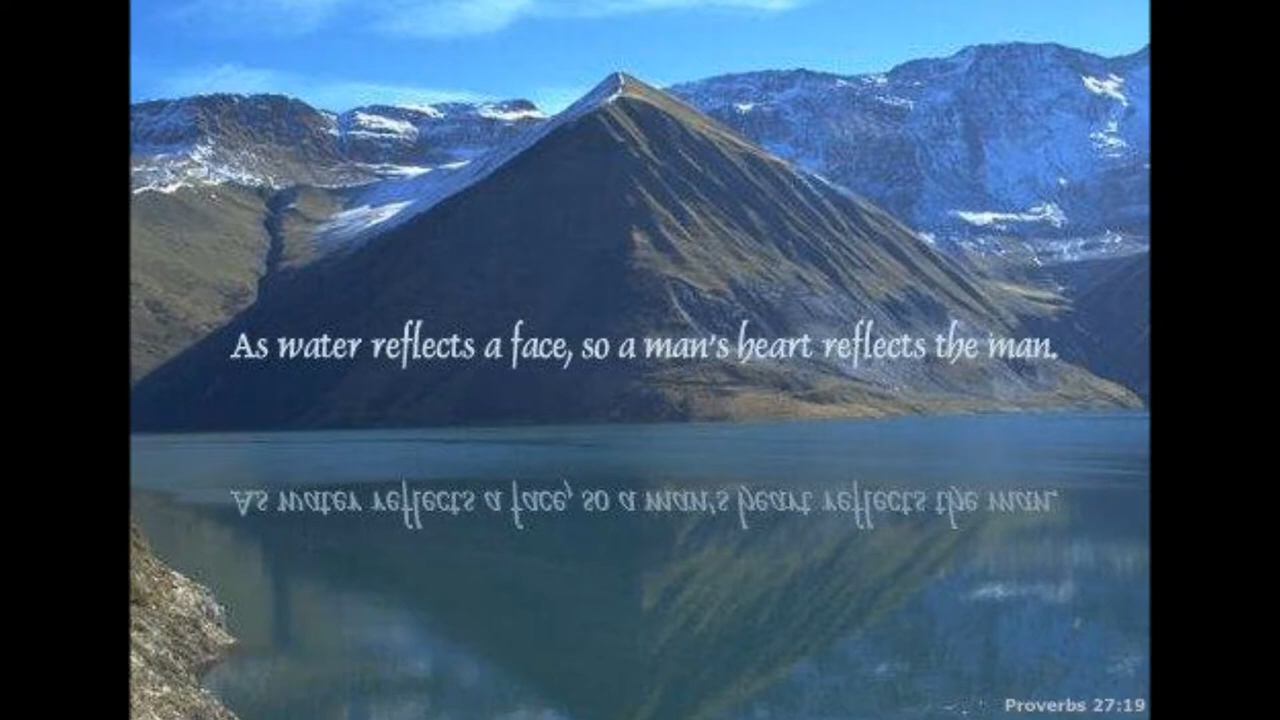 As water reflects a face, so a man's heart reflects the man.
As water reflects a face, so a man's heart reflects the man.
Proverbs 27:19